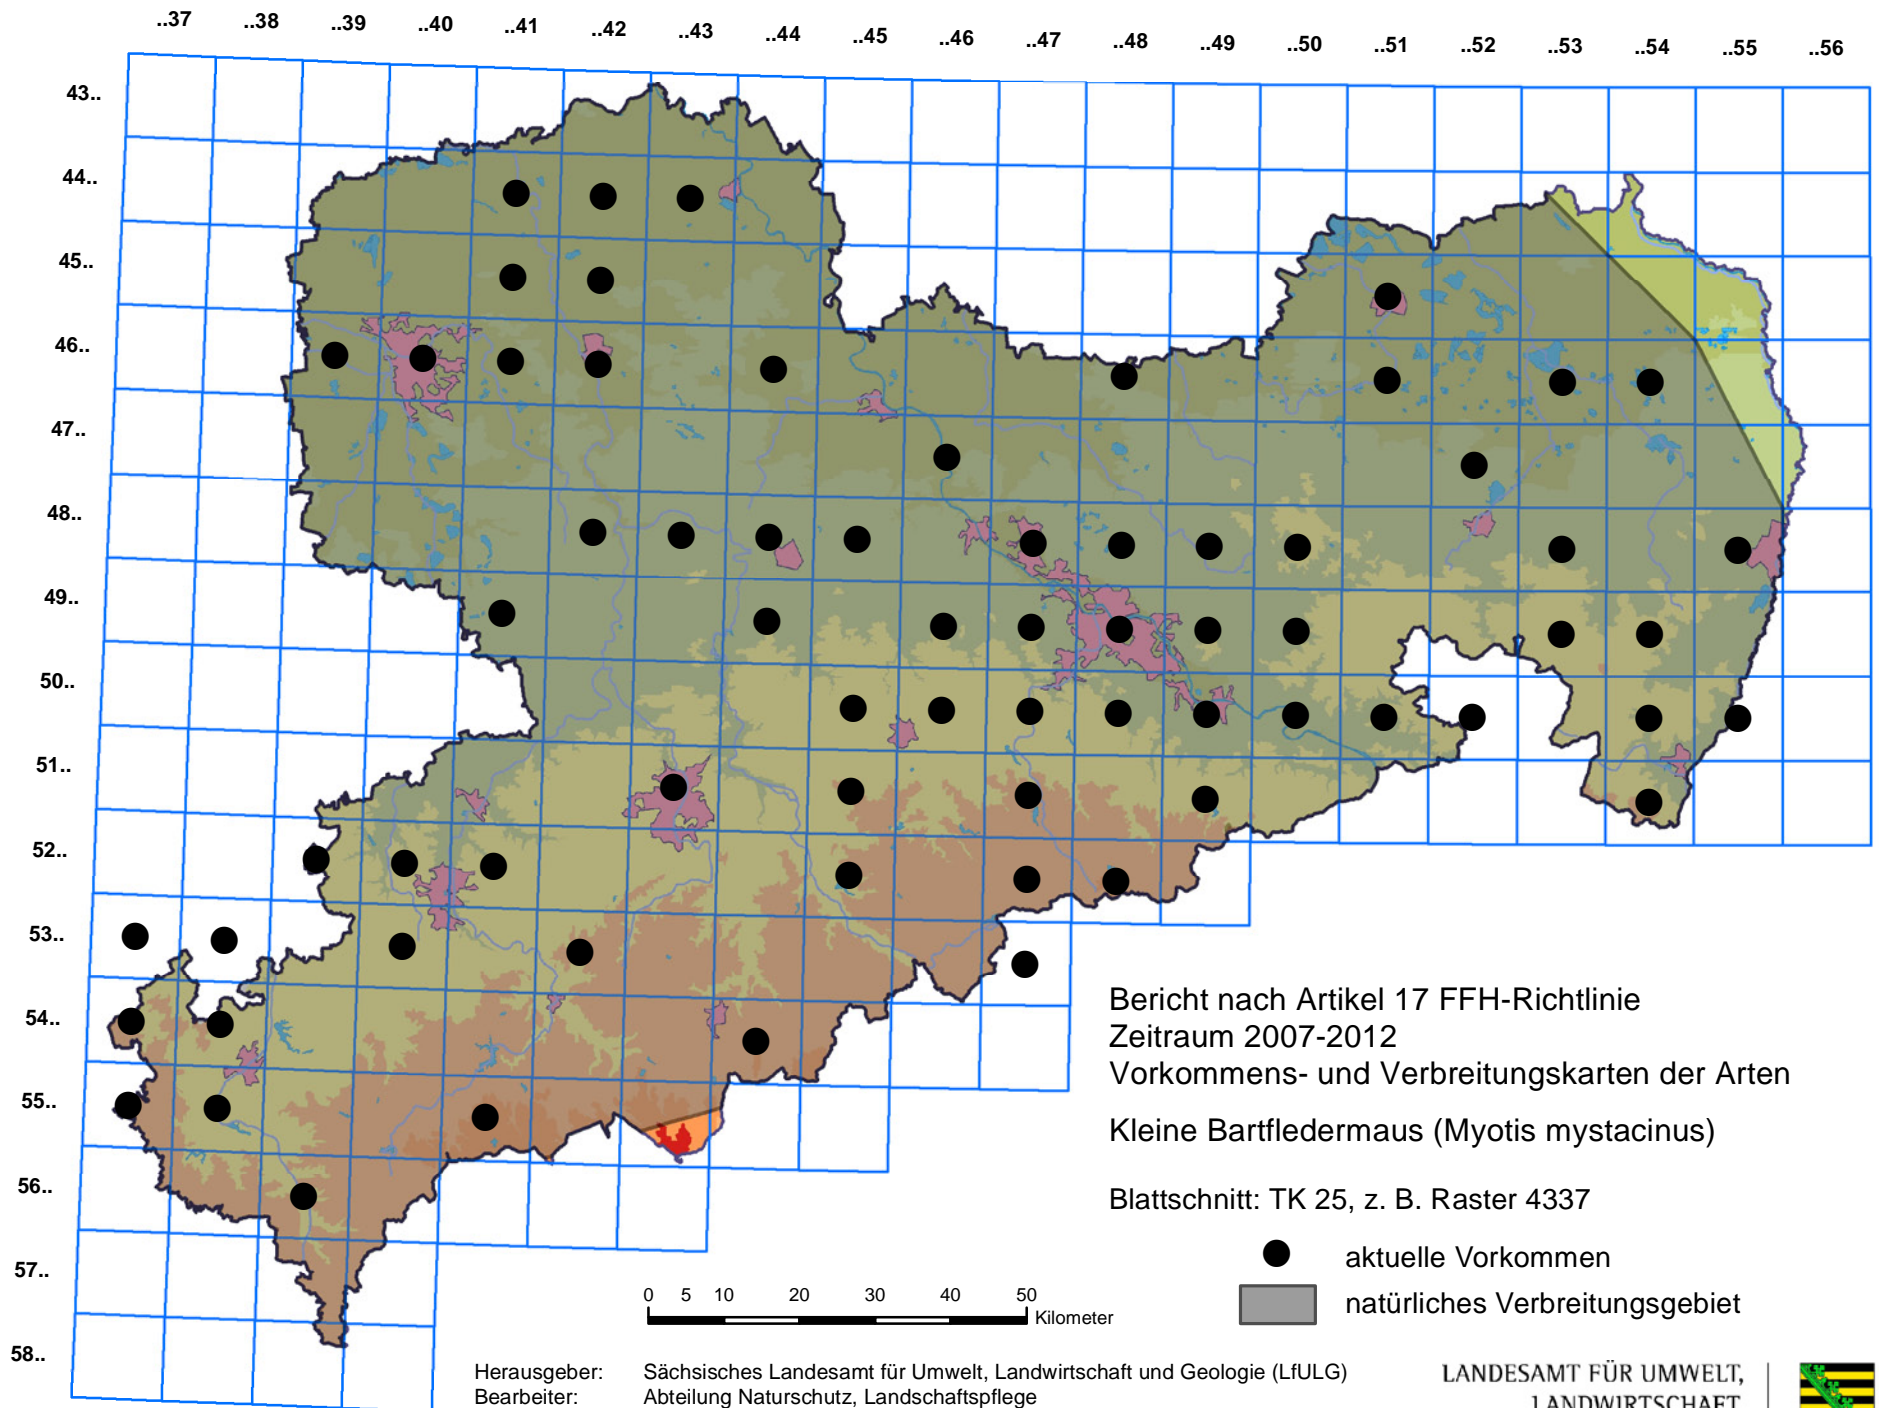 ..37 ..38 ..39 ..40 ..41 ..42 ..43 ..44 ..45 ..46 ..47 ..48 ..49 ..50 ..51 ..52 ..53 ..54 ..55 ..56
43..
44..
45..
46..
47..
48..
49..
50..
51..
52..
53..
54..
55..
56..
57..
58..
Bericht nach Artikel 17 FFH-Richtlinie
Zeitraum 2007-2012
Vorkommens- und Verbreitungskarten der Arten
Kleine Bartfledermaus (Myotis mystacinus)
Blattschnitt: TK 25, z. B. Raster 4337
aktuelle Vorkommen
natürliches Verbreitungsgebiet
0 5 10 20 30 40 50
Kilometer
Herausgeber: Sächsisches Landesamt für Umwelt, Landwirtschaft und Geologie (LfULG)
Bearbeiter: Abteilung Naturschutz, Landschaftspflege
LANDESAMT FÜR UMWELT,
LANDWIRTSCHAFT